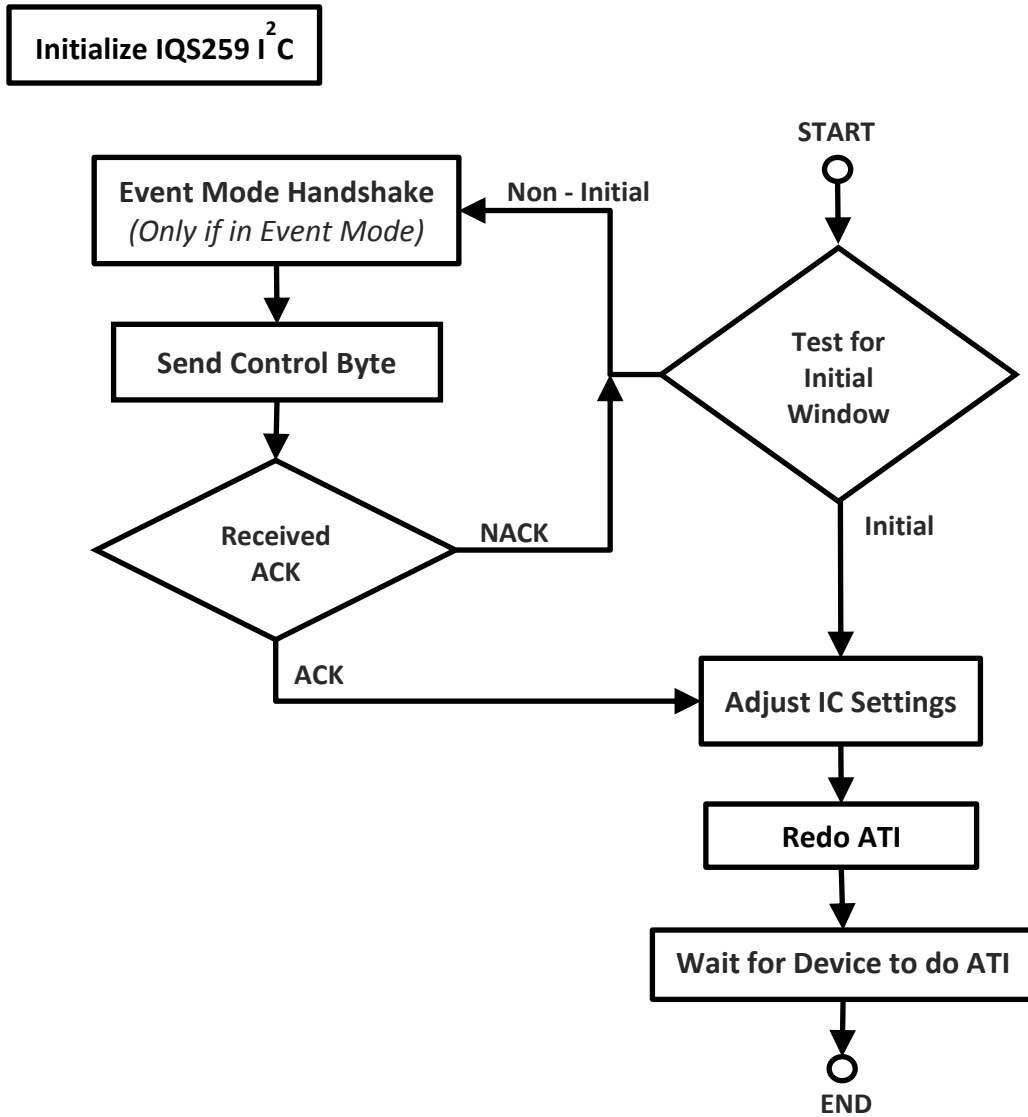 Initialize IQS259 I²C
START
Event Mode Handshake
(Only if in Event Mode)
Non - Initial
Send Control Byte
Test for
Initial
Window
Received
ACK
NACK
Initial
ACK
Adjust IC Settings
Redo ATI
Wait for Device to do ATI
END